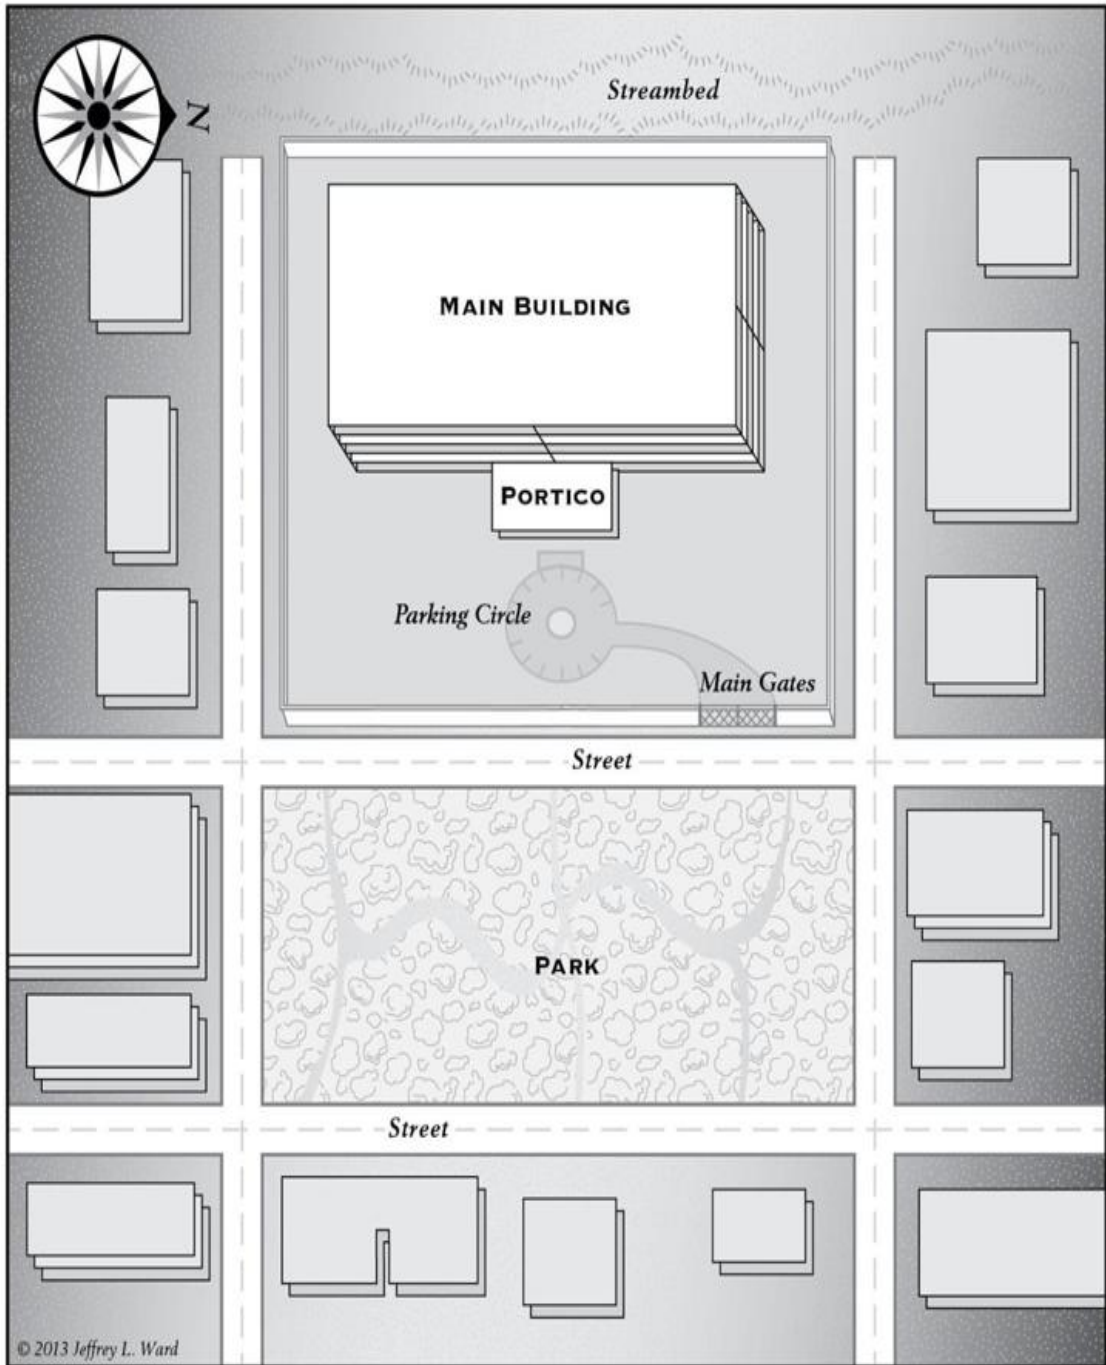 Streambed
N
MAIN BUILDING
PORTICO
Parking Circle
Main Gates
Street
PARK
Street
© 2013 Jeffrey L. Ward